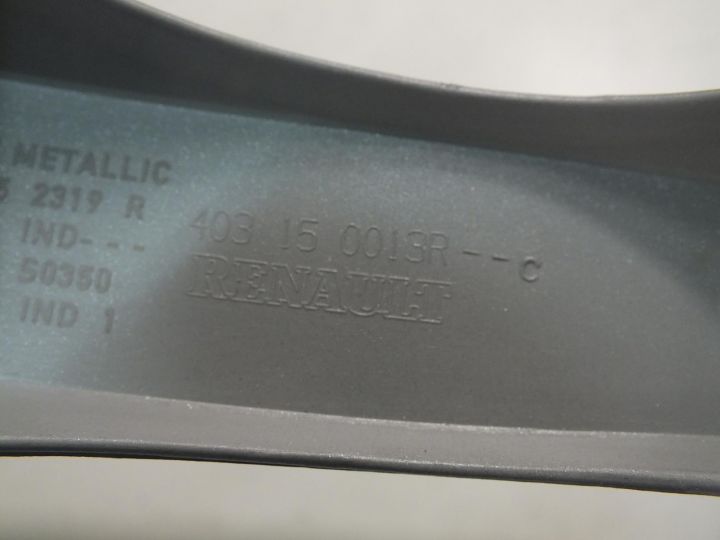 METALLIC
2319 R
IND---
50350
IND 1
403 15 0013R--C
RENAULT